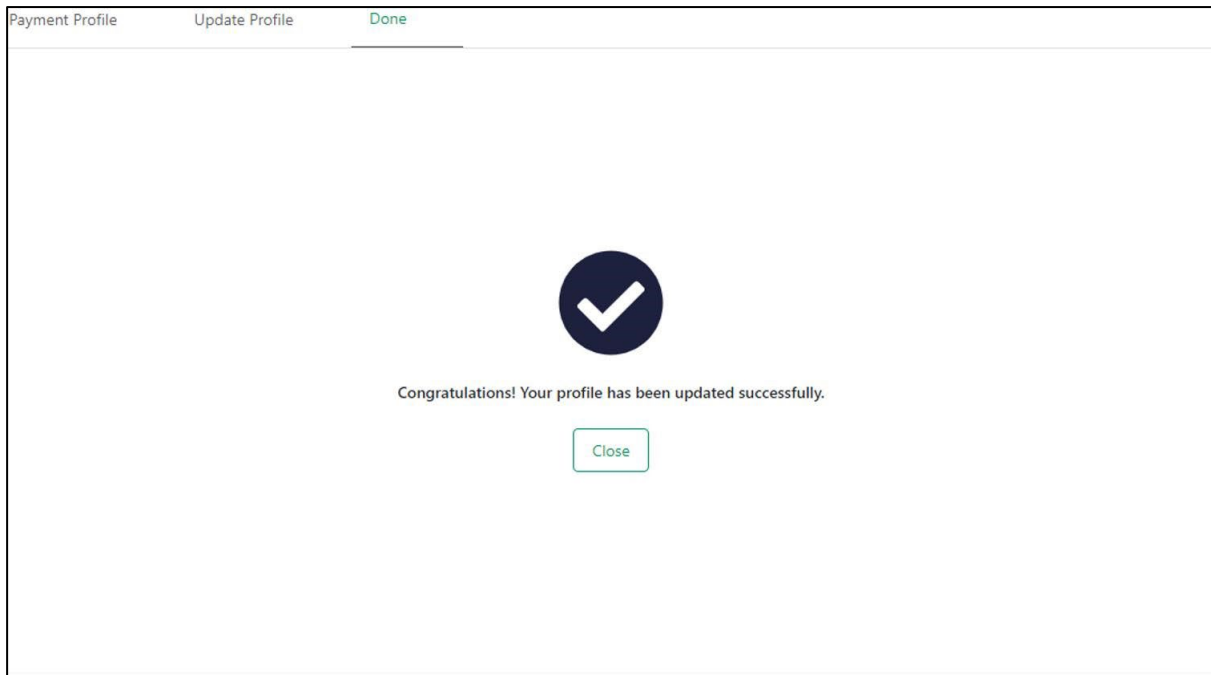 Payment Profile Update Profile Done
Congratulations! Your profile has been updated successfully.
Close